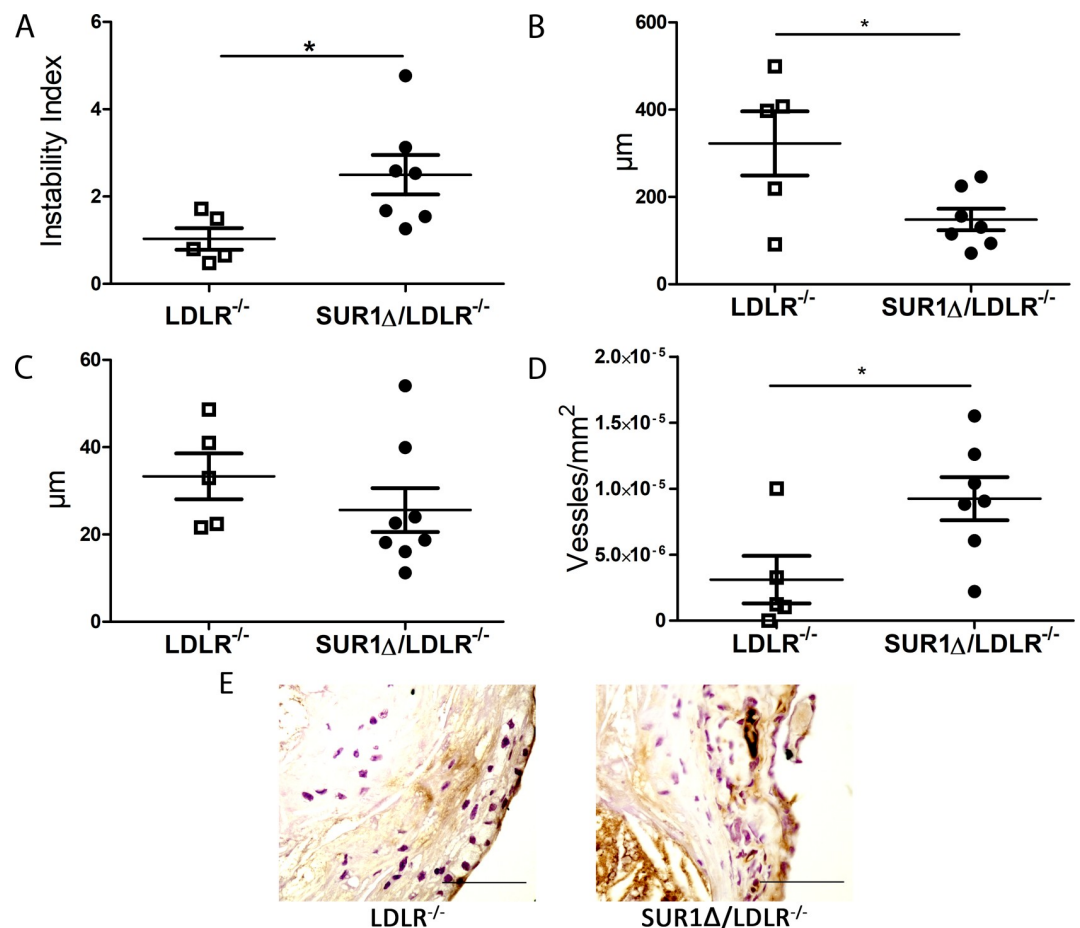 A
Instability Index
6
4
2
0
*
LDLR-/-
SUR1Δ/LDLR-/-
B
µm
600
400
200
0
*
LDLR-/-
SUR1Δ/LDLR-/-
C
µm
60
40
20
0
LDLR-/-
SUR1Δ/LDLR-/-
D
Vessles/mm2
2.0×10-5
1.5×10-5
1.0×10-5
5.0×10-6
0
*
LDLR-/-
SUR1Δ/LDLR-/-
E
LDLR-/-
SUR1Δ/LDLR-/-